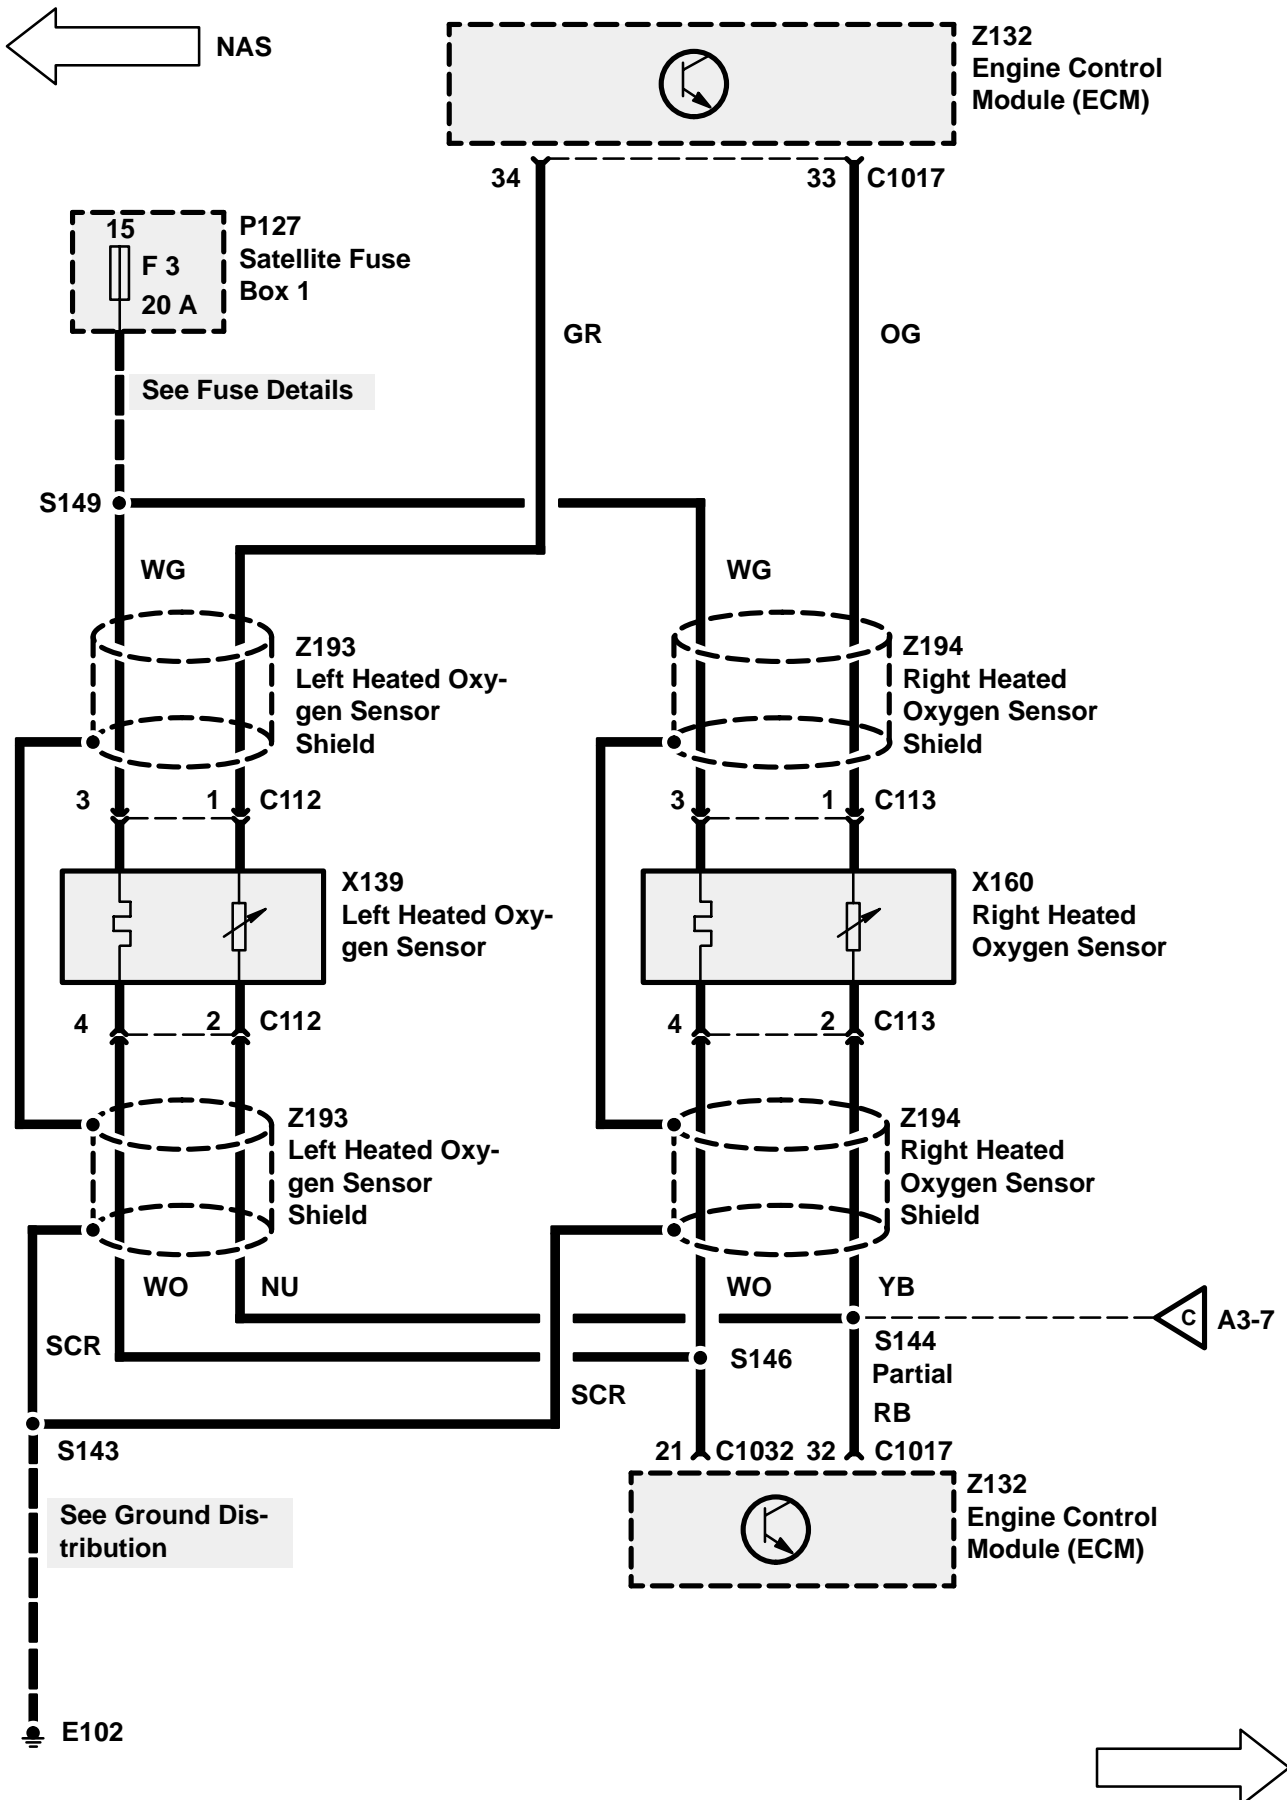 NAS
Z132
Engine Control
Module (ECM)
34
33
C1017
15
F 3
20 A
P127
Satellite Fuse
Box 1
GR
OG
See Fuse Details
S149
WG
WG
Z193
Left Heated Oxy-
gen Sensor
Shield
Z194
Right Heated
Oxygen Sensor
Shield
3
1
C112
3
1
C113
X139
Left Heated Oxy-
gen Sensor
X160
Right Heated
Oxygen Sensor
4
2
C112
4
2
C113
Z193
Left Heated Oxy-
gen Sensor
Shield
Z194
Right Heated
Oxygen Sensor
Shield
WO
NU
WO
YB
C
A3-7
SCR
S146
S144
Partial
SCR
RB
S143
21
C1032
32
C1017
See Ground Dis-
tribution
Z132
Engine Control
Module (ECM)
E102